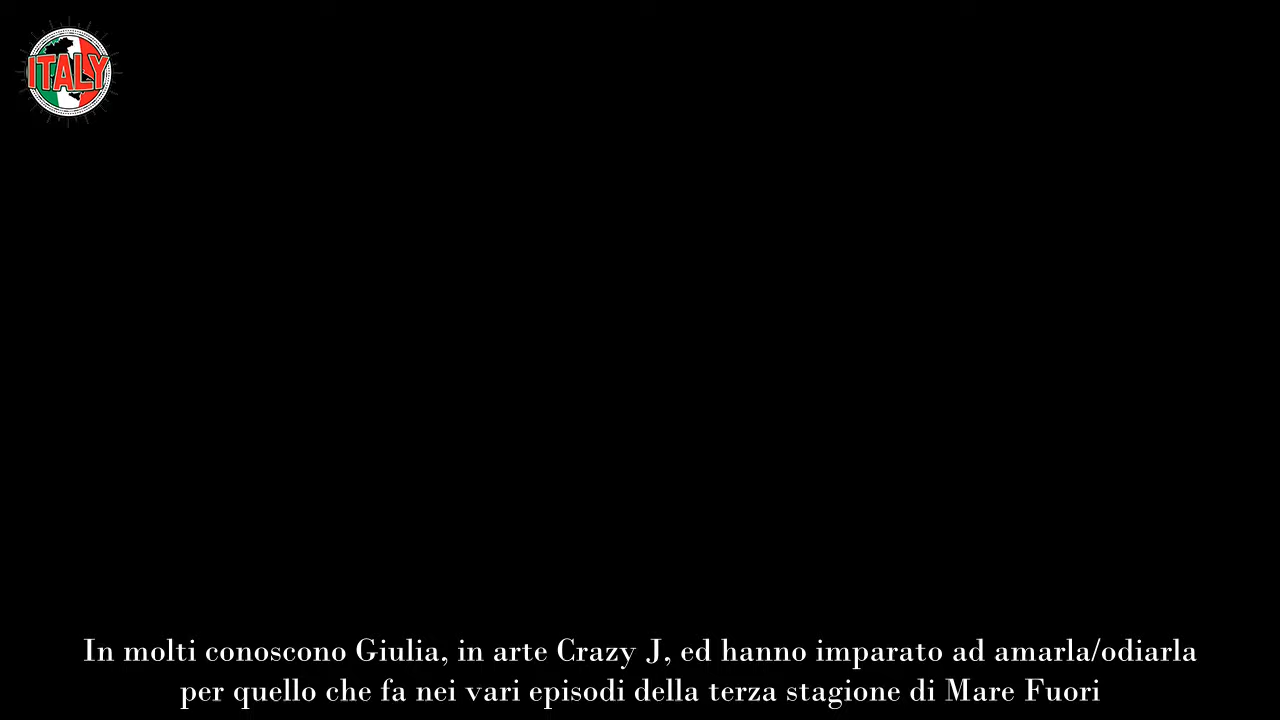 ITALY
In molti conoscono Giulia, in arte Crazy J, ed hanno imparato ad amarla/odiarla
per quello che fa nei vari episodi della terza stagione di Mare Fuori